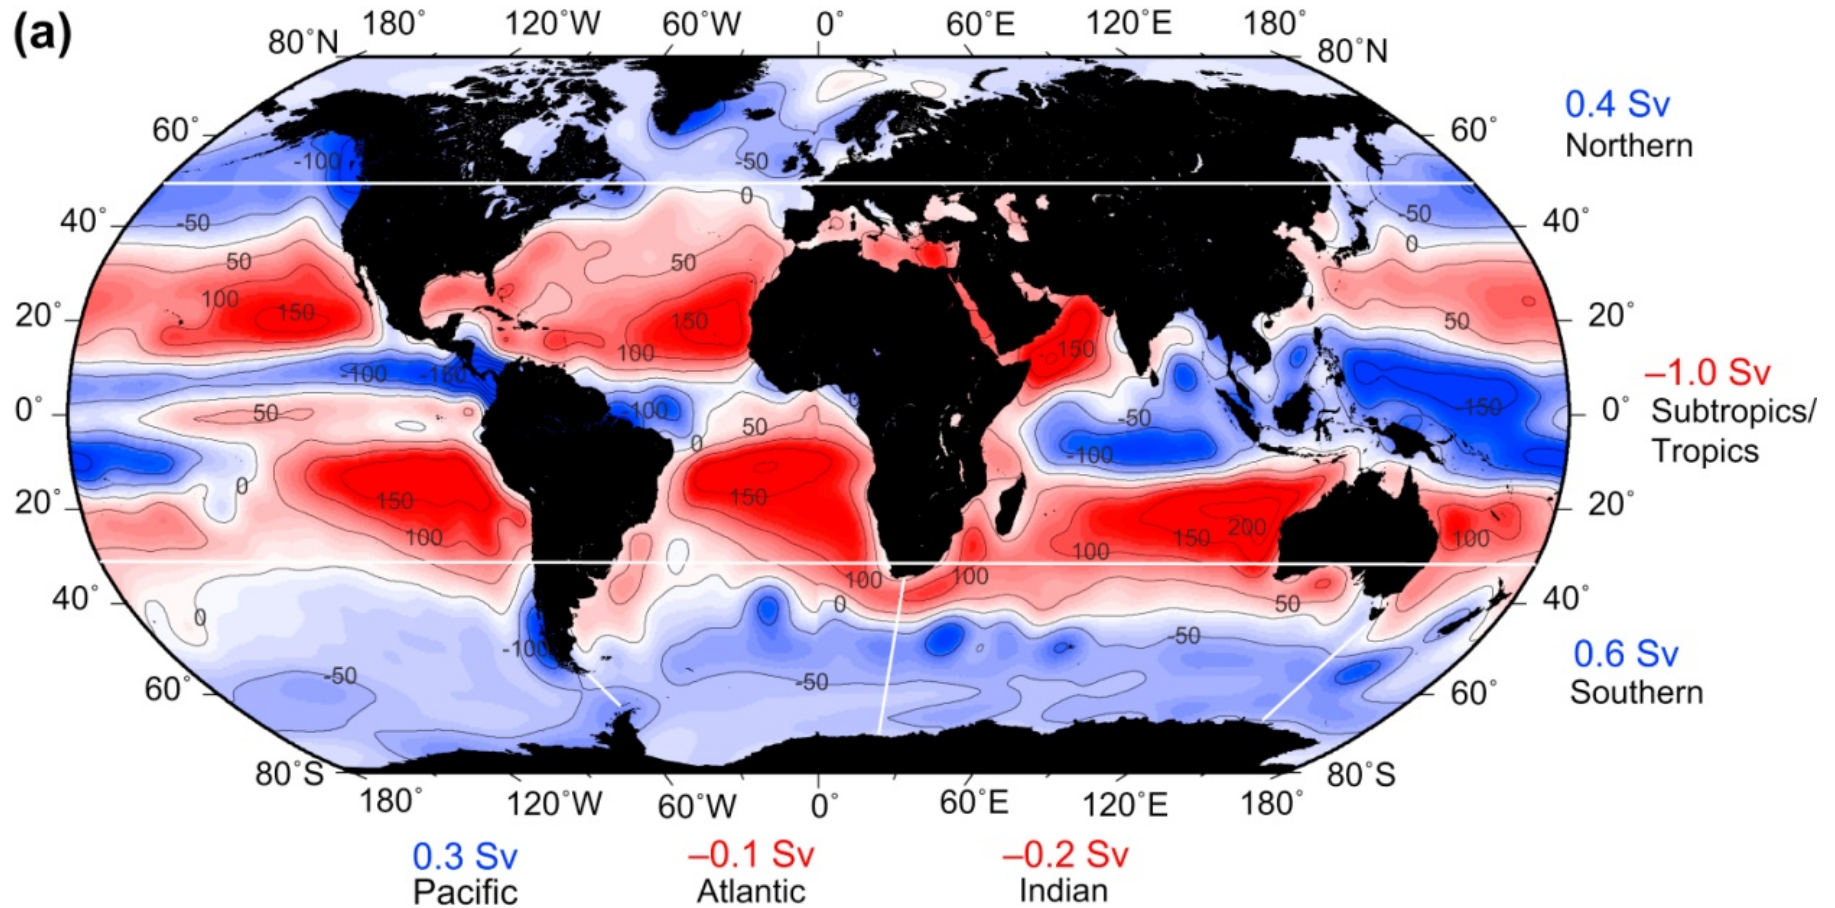 (a)
180° 120°W 60°W 0° 60°E 120°E 180°
80°N 80°N
0.4 Sv
Northern
60° 60°
-100 -50
0
-50 -50
40° 40°
0
50 50
100 150 150 150
20° 20°
50
100
-100 -150
–1.0 Sv
Subtropics/
Tropics
0° 0°
50 -100 50 -50 -150
0
-100
0 150 150
20° 20°
100 100 150 200 100
100 100
40° 40°
0 0 50
-100 -50
0.6 Sv
Southern
-50 -50
60° 60°
80°S 80°S
180° 120°W 60°W 0° 60°E 120°E 180°
0.3 Sv –0.1 Sv –0.2 Sv
Pacific Atlantic Indian